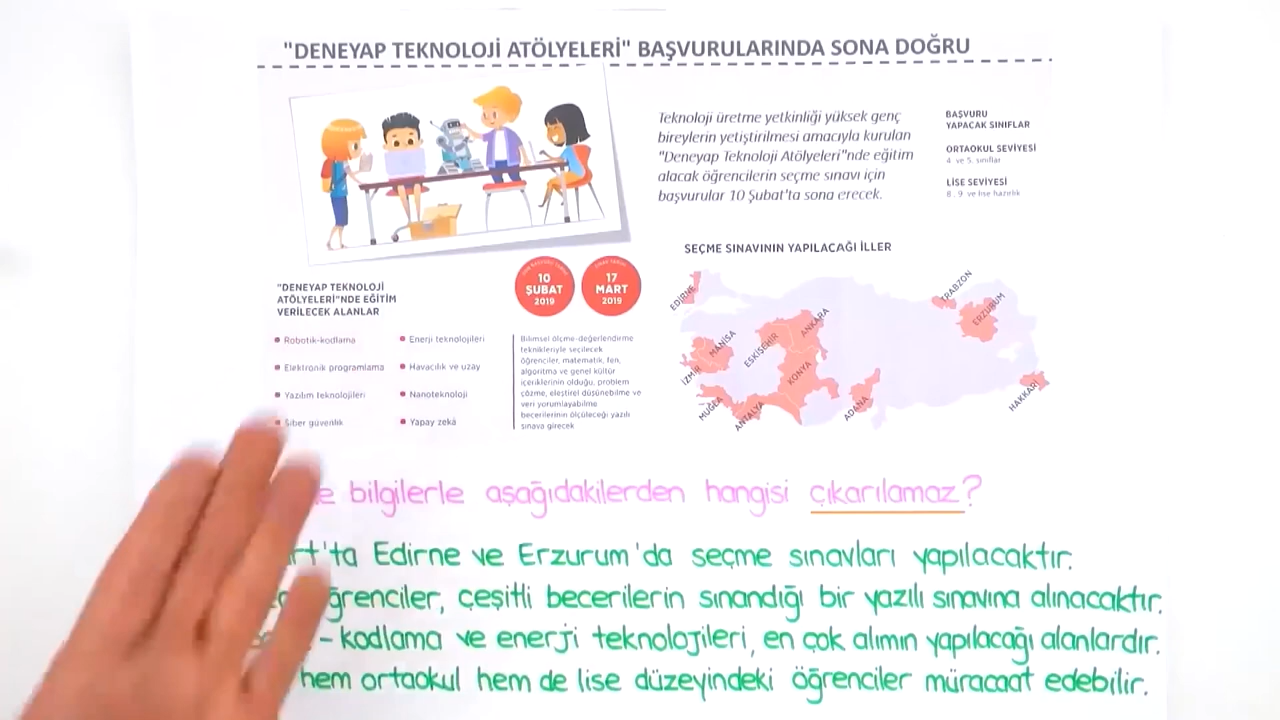 "DENEYAP TEKNOLOJİ ATÖLYELERİ" BAŞVURULARINDA SONA DOĞRU
Teknoloji üretme yetkinliği yüksek genç
bireylerin yetiştirilmesi amacıyla kurulan
"Deneyap Teknoloji Atölyeleri"nde eğitim
alacak öğrencilerin seçme sınavı için
başvurular 10 Şubat'ta sona erecek.
BAŞVURU
YAPACAK SINIFLAR
ORTAOKUL SEVİYESİ
4. ve 5. sınıflar
LİSE SEVİYESİ
8. 9. ve lise hazırlık
SEÇME SINAVININ YAPILACAĞI İLLER
EDİRNE
TRABZON
ERZURUM
MANİSA
ESKİŞEHİR
ANKARA
İZMİR
KONYA
MUĞLA
ANTALYA
ADANA
HAKKARİ
"DENEYAP TEKNOLOJİ
ATÖLYELERİ"NDE EĞİTİM
VERİLECEK ALANLAR
10
ŞUBAT
2019
17
MART
2019
Robotik-kodlama
Elektronik programlama
Yazılım teknolojileri
Siber güvenlik
Enerji teknolojileri
Havacılık ve uzay
Nanoteknoloji
Yapay zekâ
Bilimsel ölçme-değerlendirme
teknikleriyle seçilecek
öğrenciler, matematik, fen,
algoritma ve genel kültür
içeriklerinin olduğu, problem
çözme, eleştirel düşünebilme ve
veri yorumlayabilme
becerilerinin ölçüleceği yazılı
sınava girecek
bilgilerle aşağıdakilerden hangisi çıkarılamaz?
Edirne ve Erzurum'da seçme sınavları yapılacaktır.
çeşitli becerilerin sınandığı bir yazılı sınavına alınacaktır.
-kodlama ve enerji teknolojileri, en çok alımın yapılacağı alanlardır.
hem ortaokul hem de lise düzeyindeki öğrenciler müracaat edebilir.